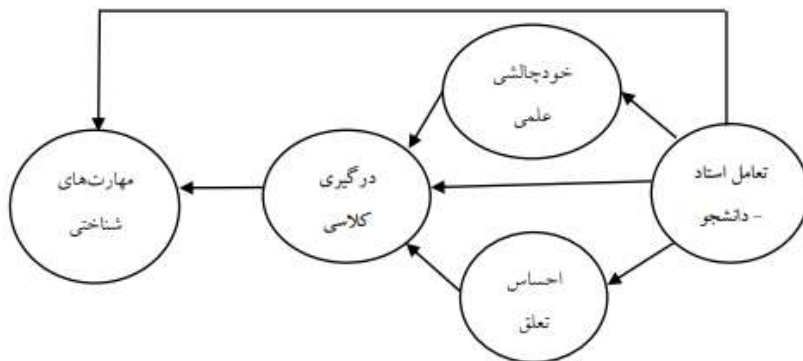 خودچالشی
علمی
تعامل استاد
- دانشجو
درگیری
کلاسی
مهارت‌های
شناختی
احساس
تعلق